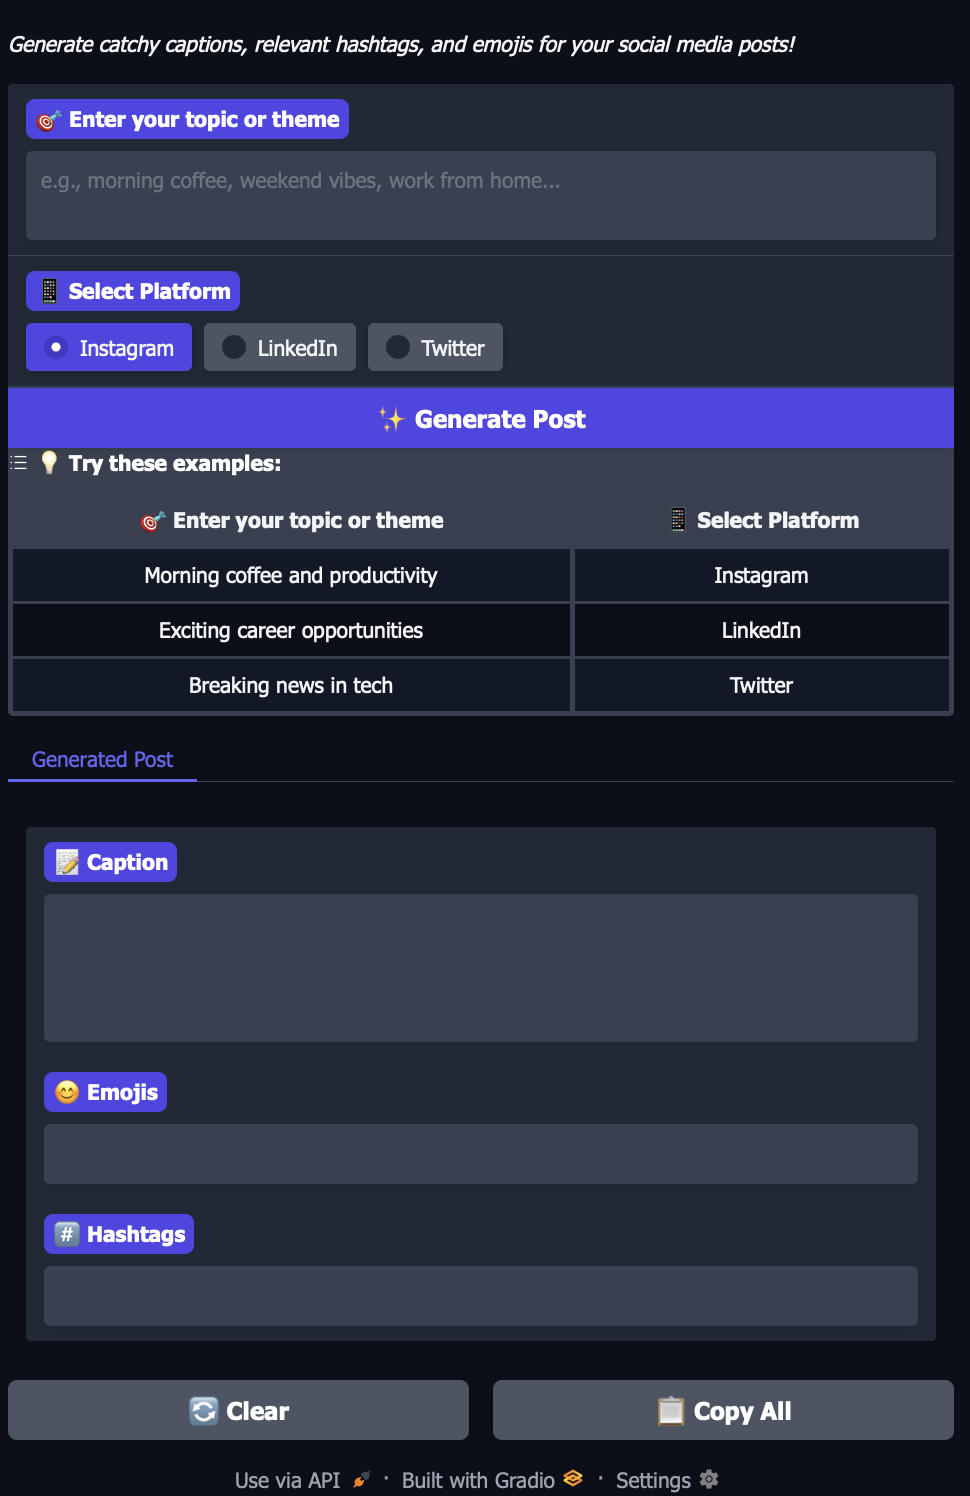 Generate catchy captions, relevant hashtags, and emojis for your social media posts!
🎯 Enter your topic or theme
e.g., morning coffee, weekend vibes, work from home...
📱 Select Platform
Instagram LinkedIn Twitter
✨ Generate Post
💡 Try these examples:
🎯 Enter your topic or theme 📱 Select Platform
Morning coffee and productivity Instagram
Exciting career opportunities LinkedIn
Breaking news in tech Twitter
Generated Post
📝 Caption
😊 Emojis
#️⃣ Hashtags
🔄 Clear 📋 Copy All
Use via API · Built with Gradio · Settings